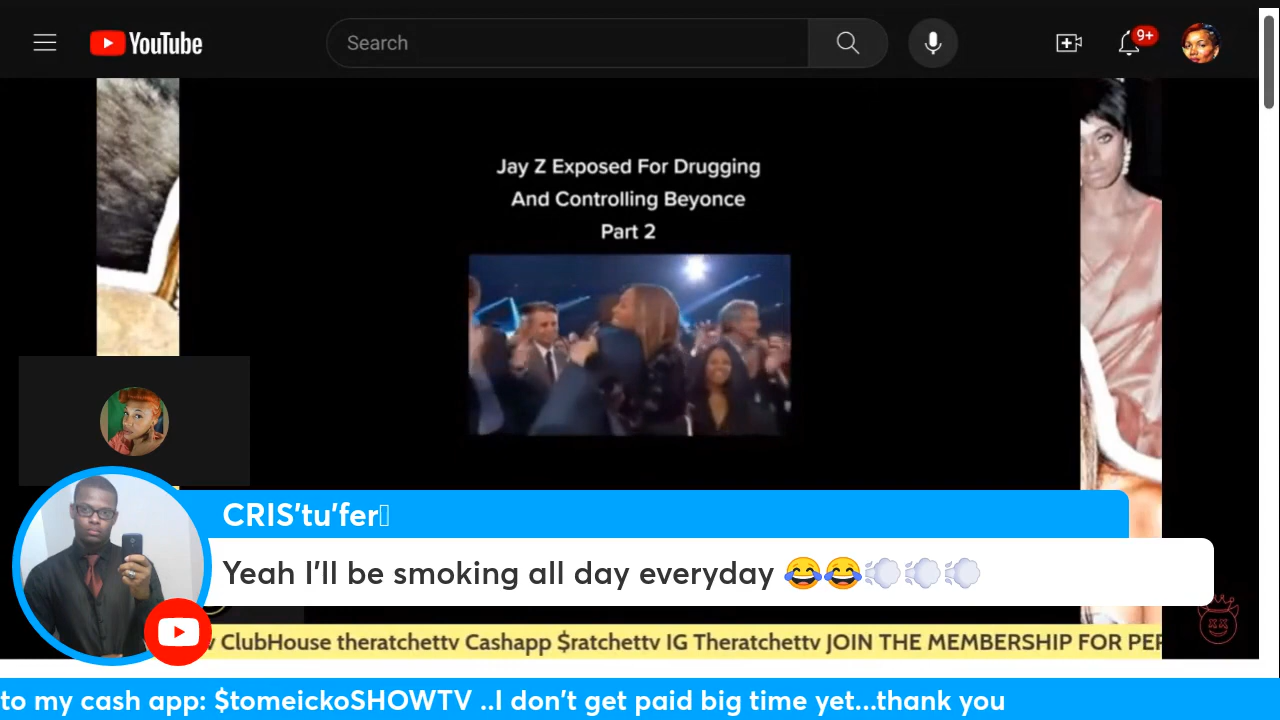 YouTube
Search
9+
Jay Z Exposed For Drugging
And Controlling Beyonce
Part 2
CRIS'tu'fer
Yeah I'll be smoking all day everyday 😂😂💨💨💨
ClubHouse theratchettv Cashapp $ratchettv IG Theratchettv JOIN THE MEMBERSHIP FOR
to my cash app: $tomeickoSHOWTV ..I don't get paid big time yet...thank you